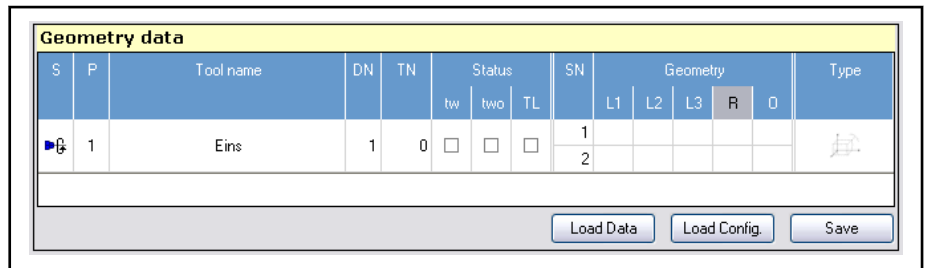 Geometry data
S P Tool name DN TN Status SN Geometry Type
tw two TL L1 L2 L3 R O
1 Eins 1 0 1
2
Load Data Load Config. Save